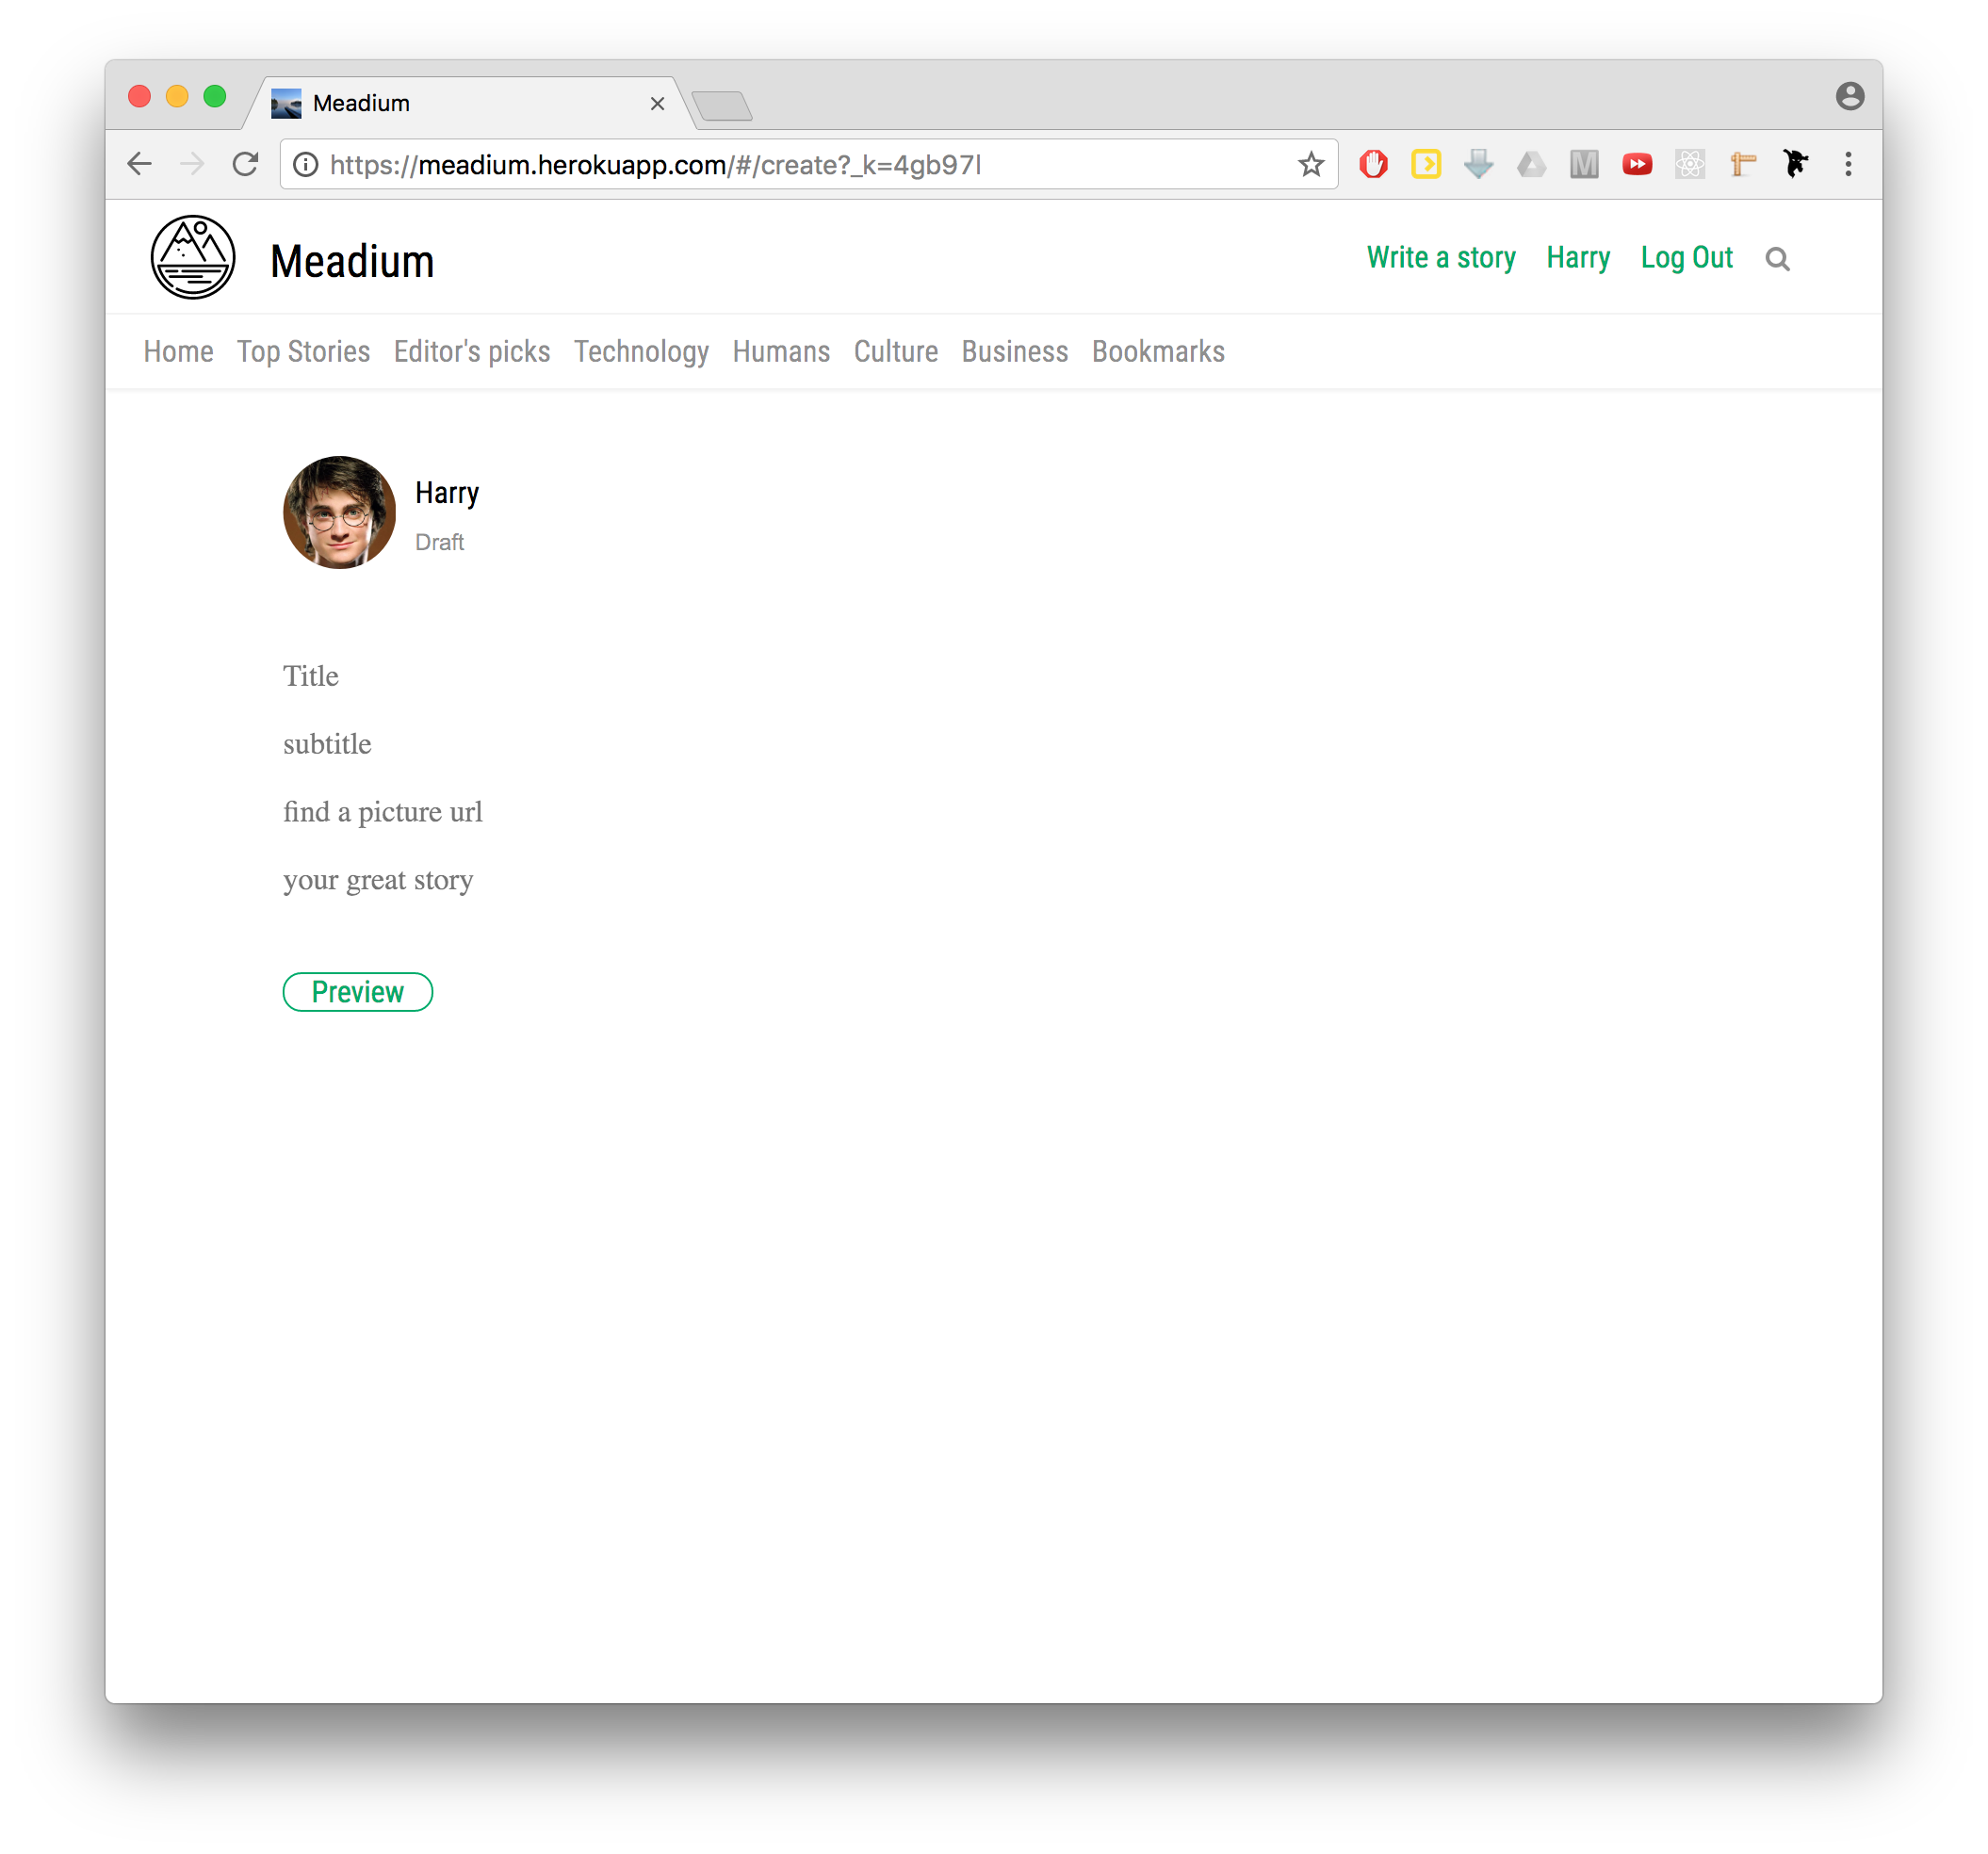 Meadium
https://meadium.herokuapp.com/#/create?_k=4gb97l
M
Meadium
Write a story Harry Log Out
Home Top Stories Editor's picks Technology Humans Culture Business Bookmarks
Harry
Draft
Title
subtitle
find a picture url
your great story
Preview